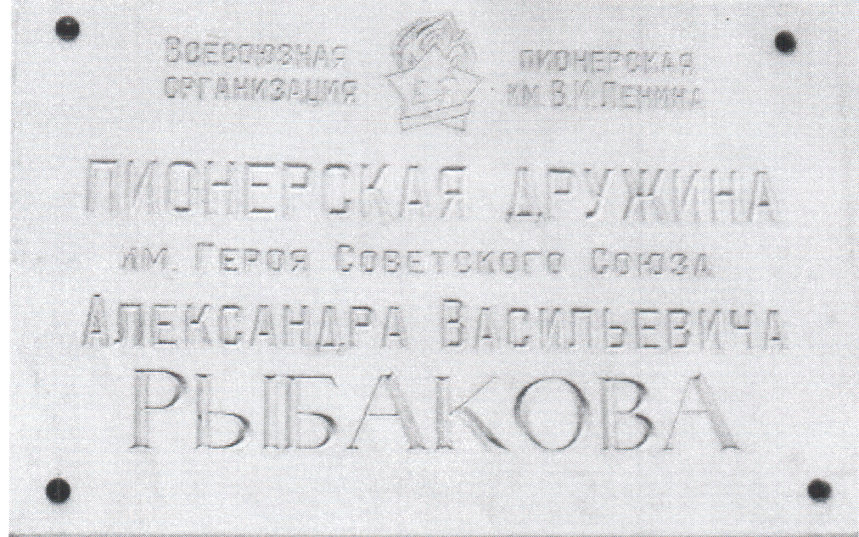 Всесоюзная пионерская
организация им. В.И. Ленина
ПИОНЕРСКАЯ ДРУЖИНА
им. Героя Советского Союза
Александра Васильевича
РЫБАКОВА